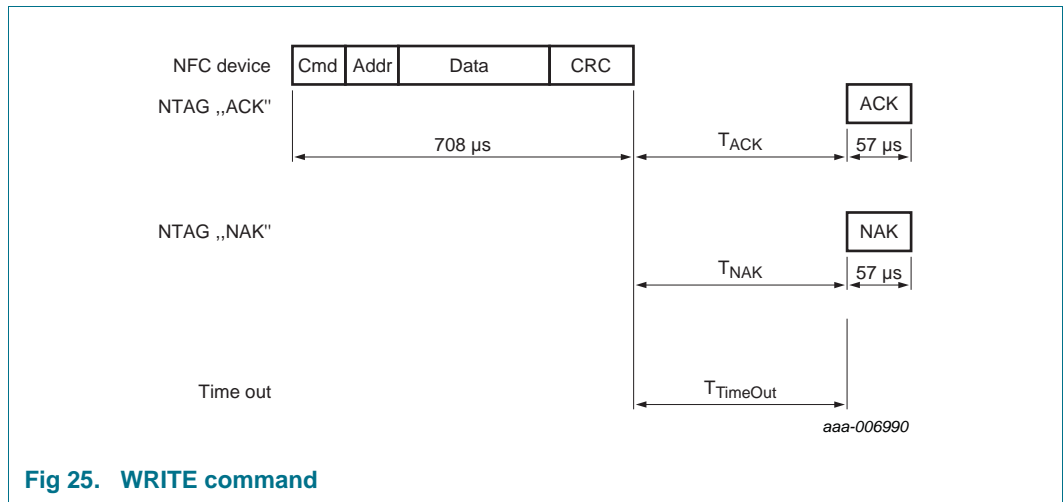 NFC device Cmd Addr Data CRC
NTAG ,,ACK" ACK
708 µs TACK 57 µs
NTAG ,,NAK" NAK
TNAK 57 µs
Time out TTimeOut
aaa-006990
Fig 25. WRITE command